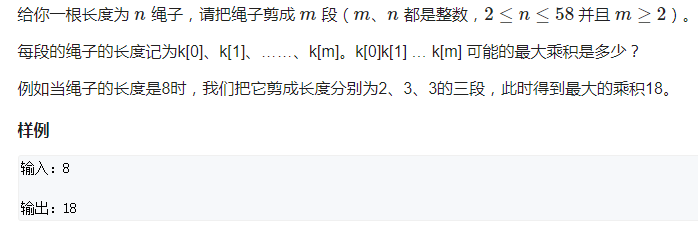 给你一根长度为 n 绳子，请把绳子剪成 m 段（m、n 都是整数，2 ≤ n ≤ 58 并且 m ≥ 2）。
每段的绳子的长度记为k[0]、k[1]、……、k[m]。k[0]k[1] … k[m] 可能的最大乘积是多少？
例如当绳子的长度是8时，我们把它剪成长度分别为2、3、3的三段，此时得到最大的乘积18。
样例
输入：8
输出：18